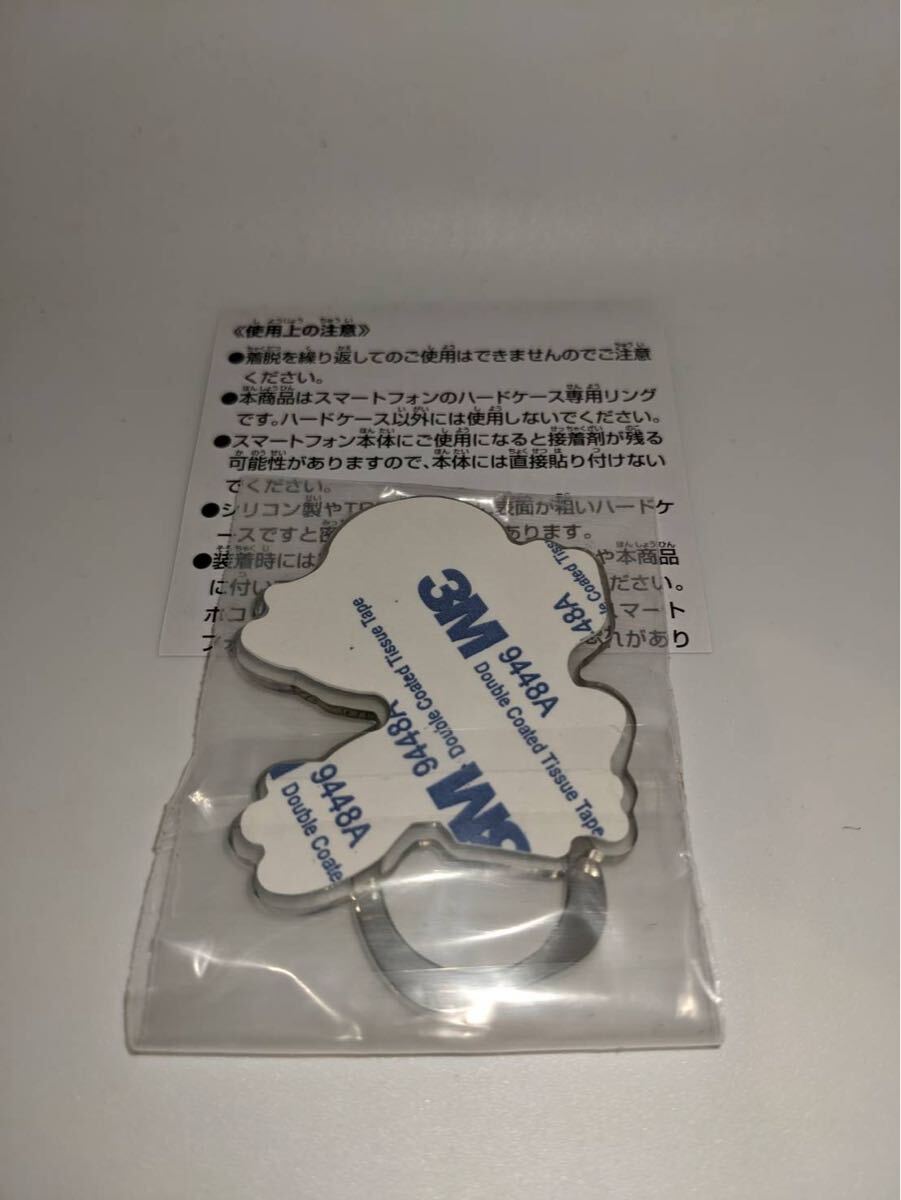 《使用上の注意》
●着脱を繰り返してのご使用はできませんのでご注意
ください。
●本商品はスマートフォンのハードケース専用リング
です。ハードケース以外には使用しないでください。
●スマートフォン本体にご使用になると接着剤が残る
可能性がありますので、本体には直接貼り付けない
でください。
●シリコン製やTP 表面が粗いハードケ
ースですと密 あります。
●装着時には や本商品
に付い ださい。
ホコリ スマート
フォ れがあり
3M 9448A
Double Coated Tissue Tape
48A
e Coated Tissu
9448A
Double Coated Tissue Tape
3M
9448A
Double Coate